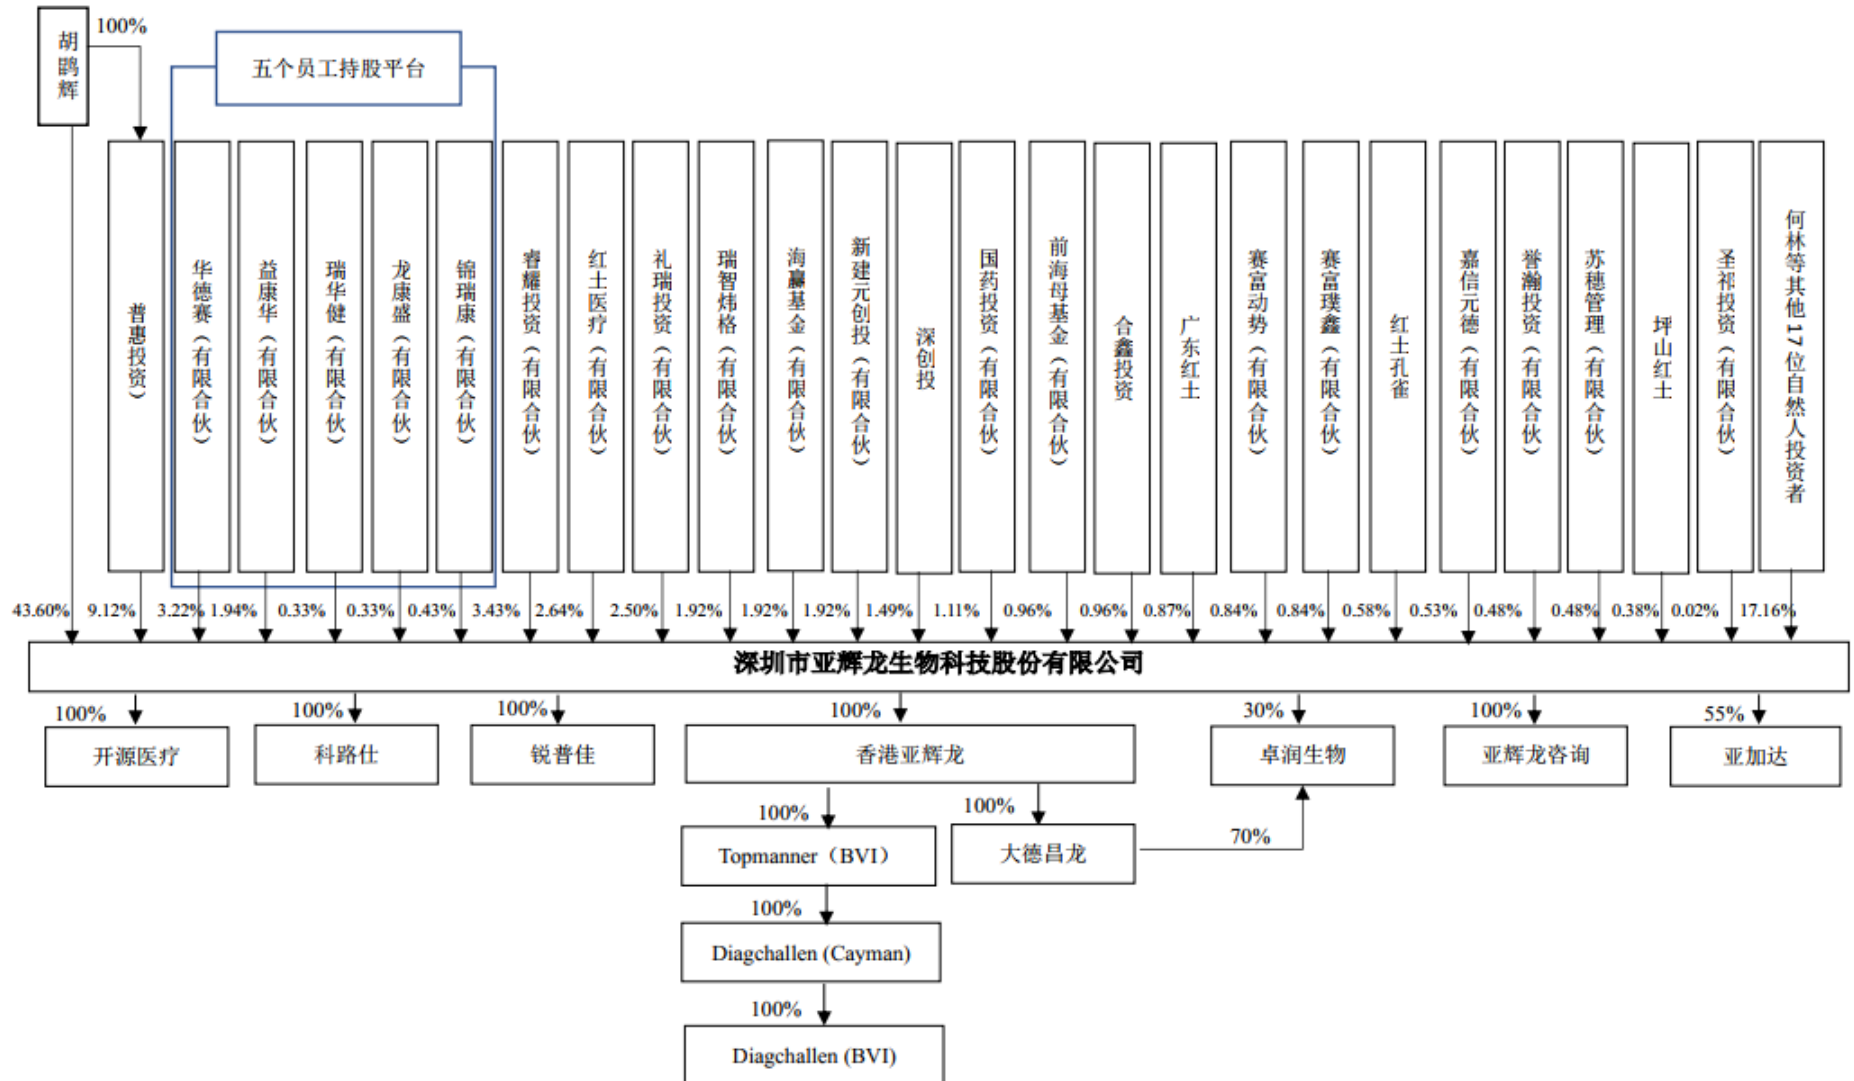 胡鹍辉
100%
五个员工持股平台
普惠投资）
华德赛（有限合伙）
益康华（有限合伙）
瑞华健（有限合伙）
龙康盛（有限合伙）
锦瑞康（有限合伙）
睿耀投资（有限合伙）
红土医疗（有限合伙）
礼瑞投资（有限合伙）
瑞智炜格（有限合伙）
海赢基金（有限合伙）
新建元创投（有限合伙）
深创投
国药投资（有限合伙）
前海母基金（有限合伙）
合鑫投资
广东红土
赛富动势（有限合伙）
赛富璞鑫（有限合伙）
红土孔雀
嘉信元德（有限合伙）
誉瀚投资（有限合伙）
苏穗管理（有限合伙）
坪山红土
圣祁投资（有限合伙）
何林等其他17位自然人投资者
43.60%
9.12%
3.22%
1.94%
0.33%
0.33%
0.43%
3.43%
2.64%
2.50%
1.92%
1.92%
1.92%
1.49%
1.11%
0.96%
0.96%
0.87%
0.84%
0.84%
0.58%
0.53%
0.48%
0.48%
0.38%
0.02%
17.16%
深圳市亚辉龙生物科技股份有限公司
100%
100%
100%
100%
30%
100%
55%
开源医疗
科路仕
锐普佳
香港亚辉龙
卓润生物
亚辉龙咨询
亚加达
100%
100%
70%
Topmanner（BVI）
大德昌龙
100%
Diagchallen (Cayman)
100%
Diagchallen (BVI)